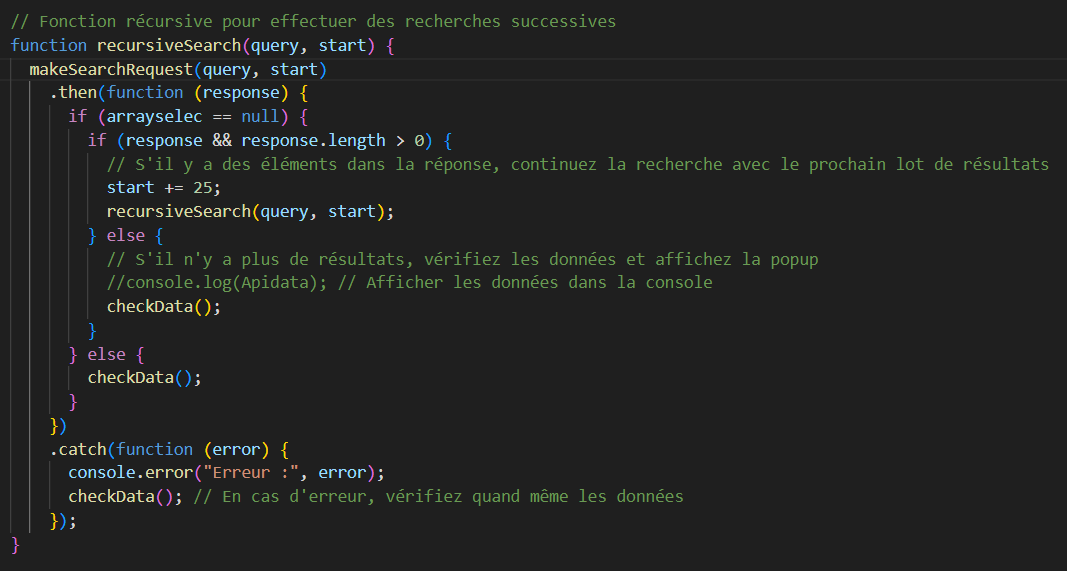 // Fonction récursive pour effectuer des recherches successives
function recursiveSearch(query, start) {
  makeSearchRequest(query, start)
    .then(function (response) {
      if (arrayselec == null) {
        if (response && response.length > 0) {
          // S'il y a des éléments dans la réponse, continuez la recherche avec le prochain lot de résultats
          start += 25;
          recursiveSearch(query, start);
        } else {
          // S'il n'y a plus de résultats, vérifiez les données et affichez la popup
          //console.log(Apidata); // Afficher les données dans la console
          checkData();
        }
      } else {
        checkData();
      }
    })
    .catch(function (error) {
      console.error("Erreur :", error);
      checkData(); // En cas d'erreur, vérifiez quand même les données
    });
}